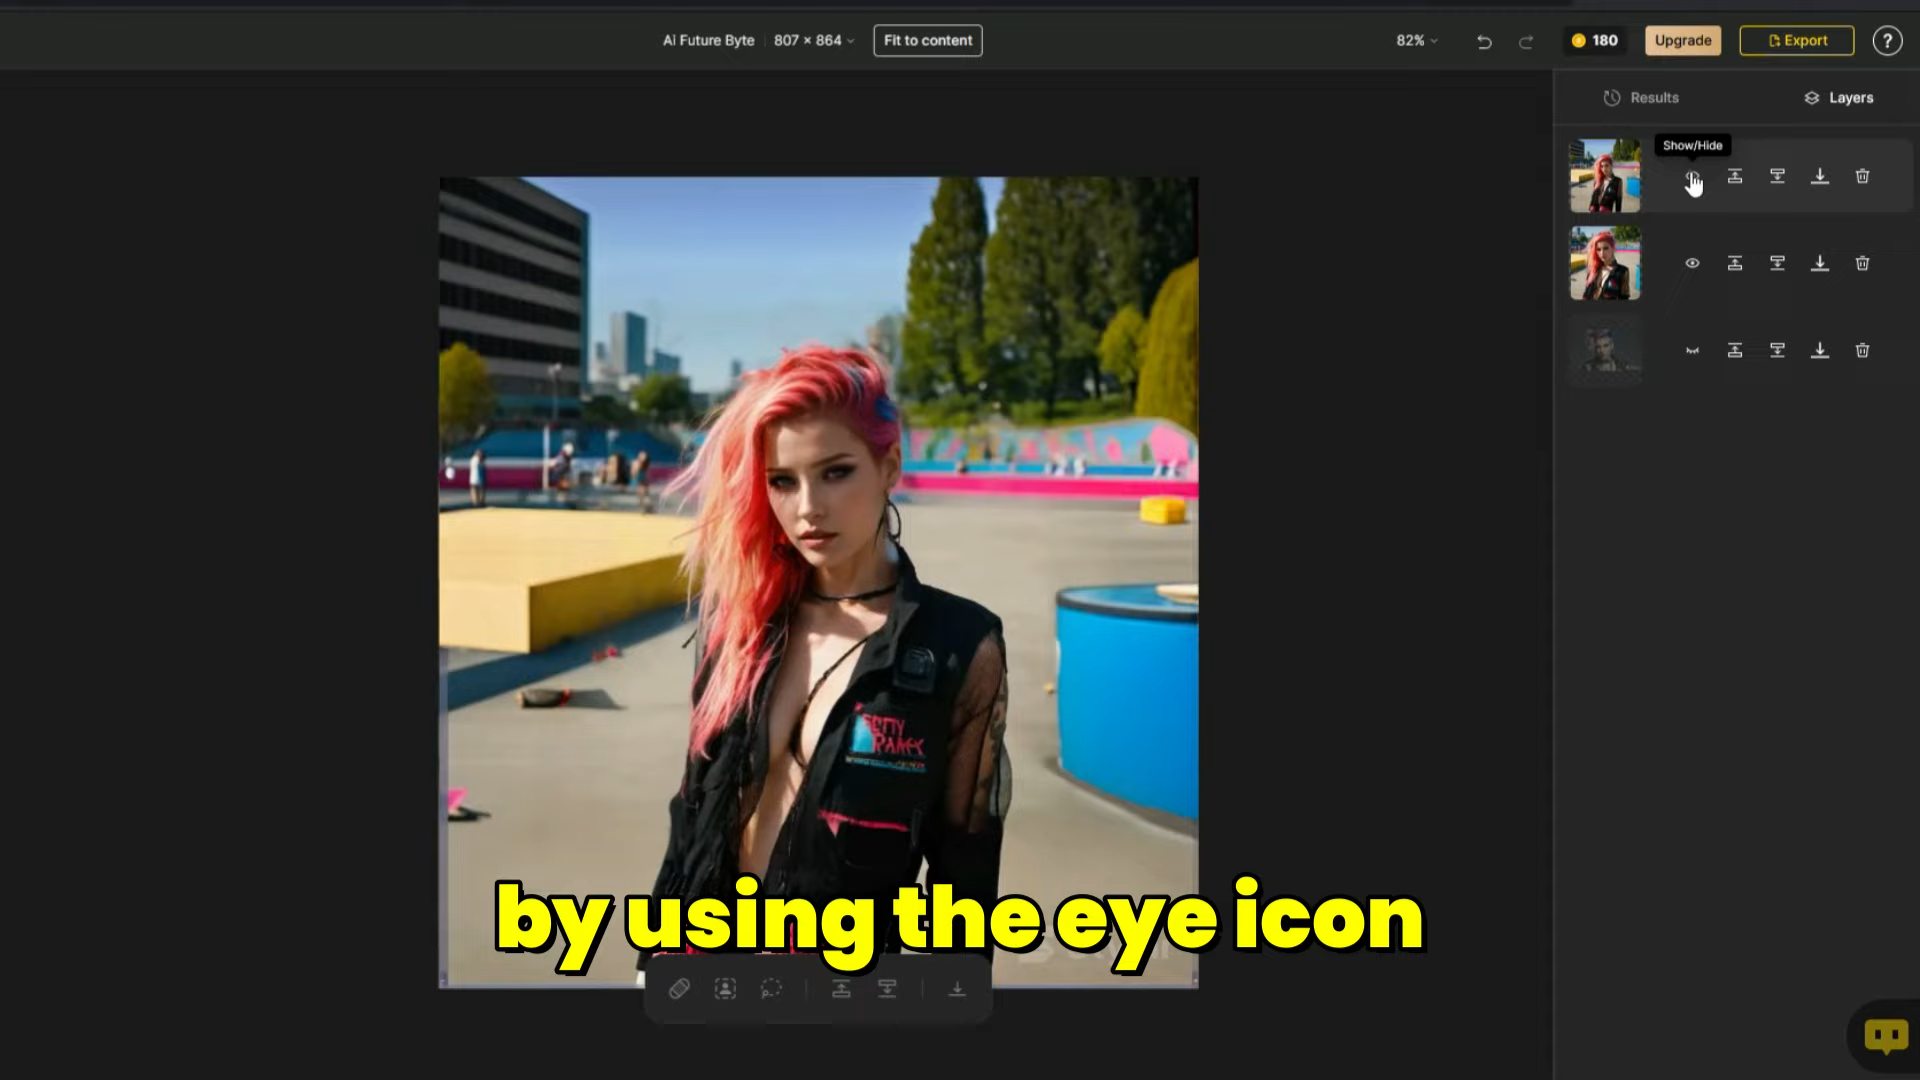 Ai Future Byte 807 × 864 Fit to content 82% 180 Upgrade Export ?
Results Layers
Show/Hide
by using the eye icon